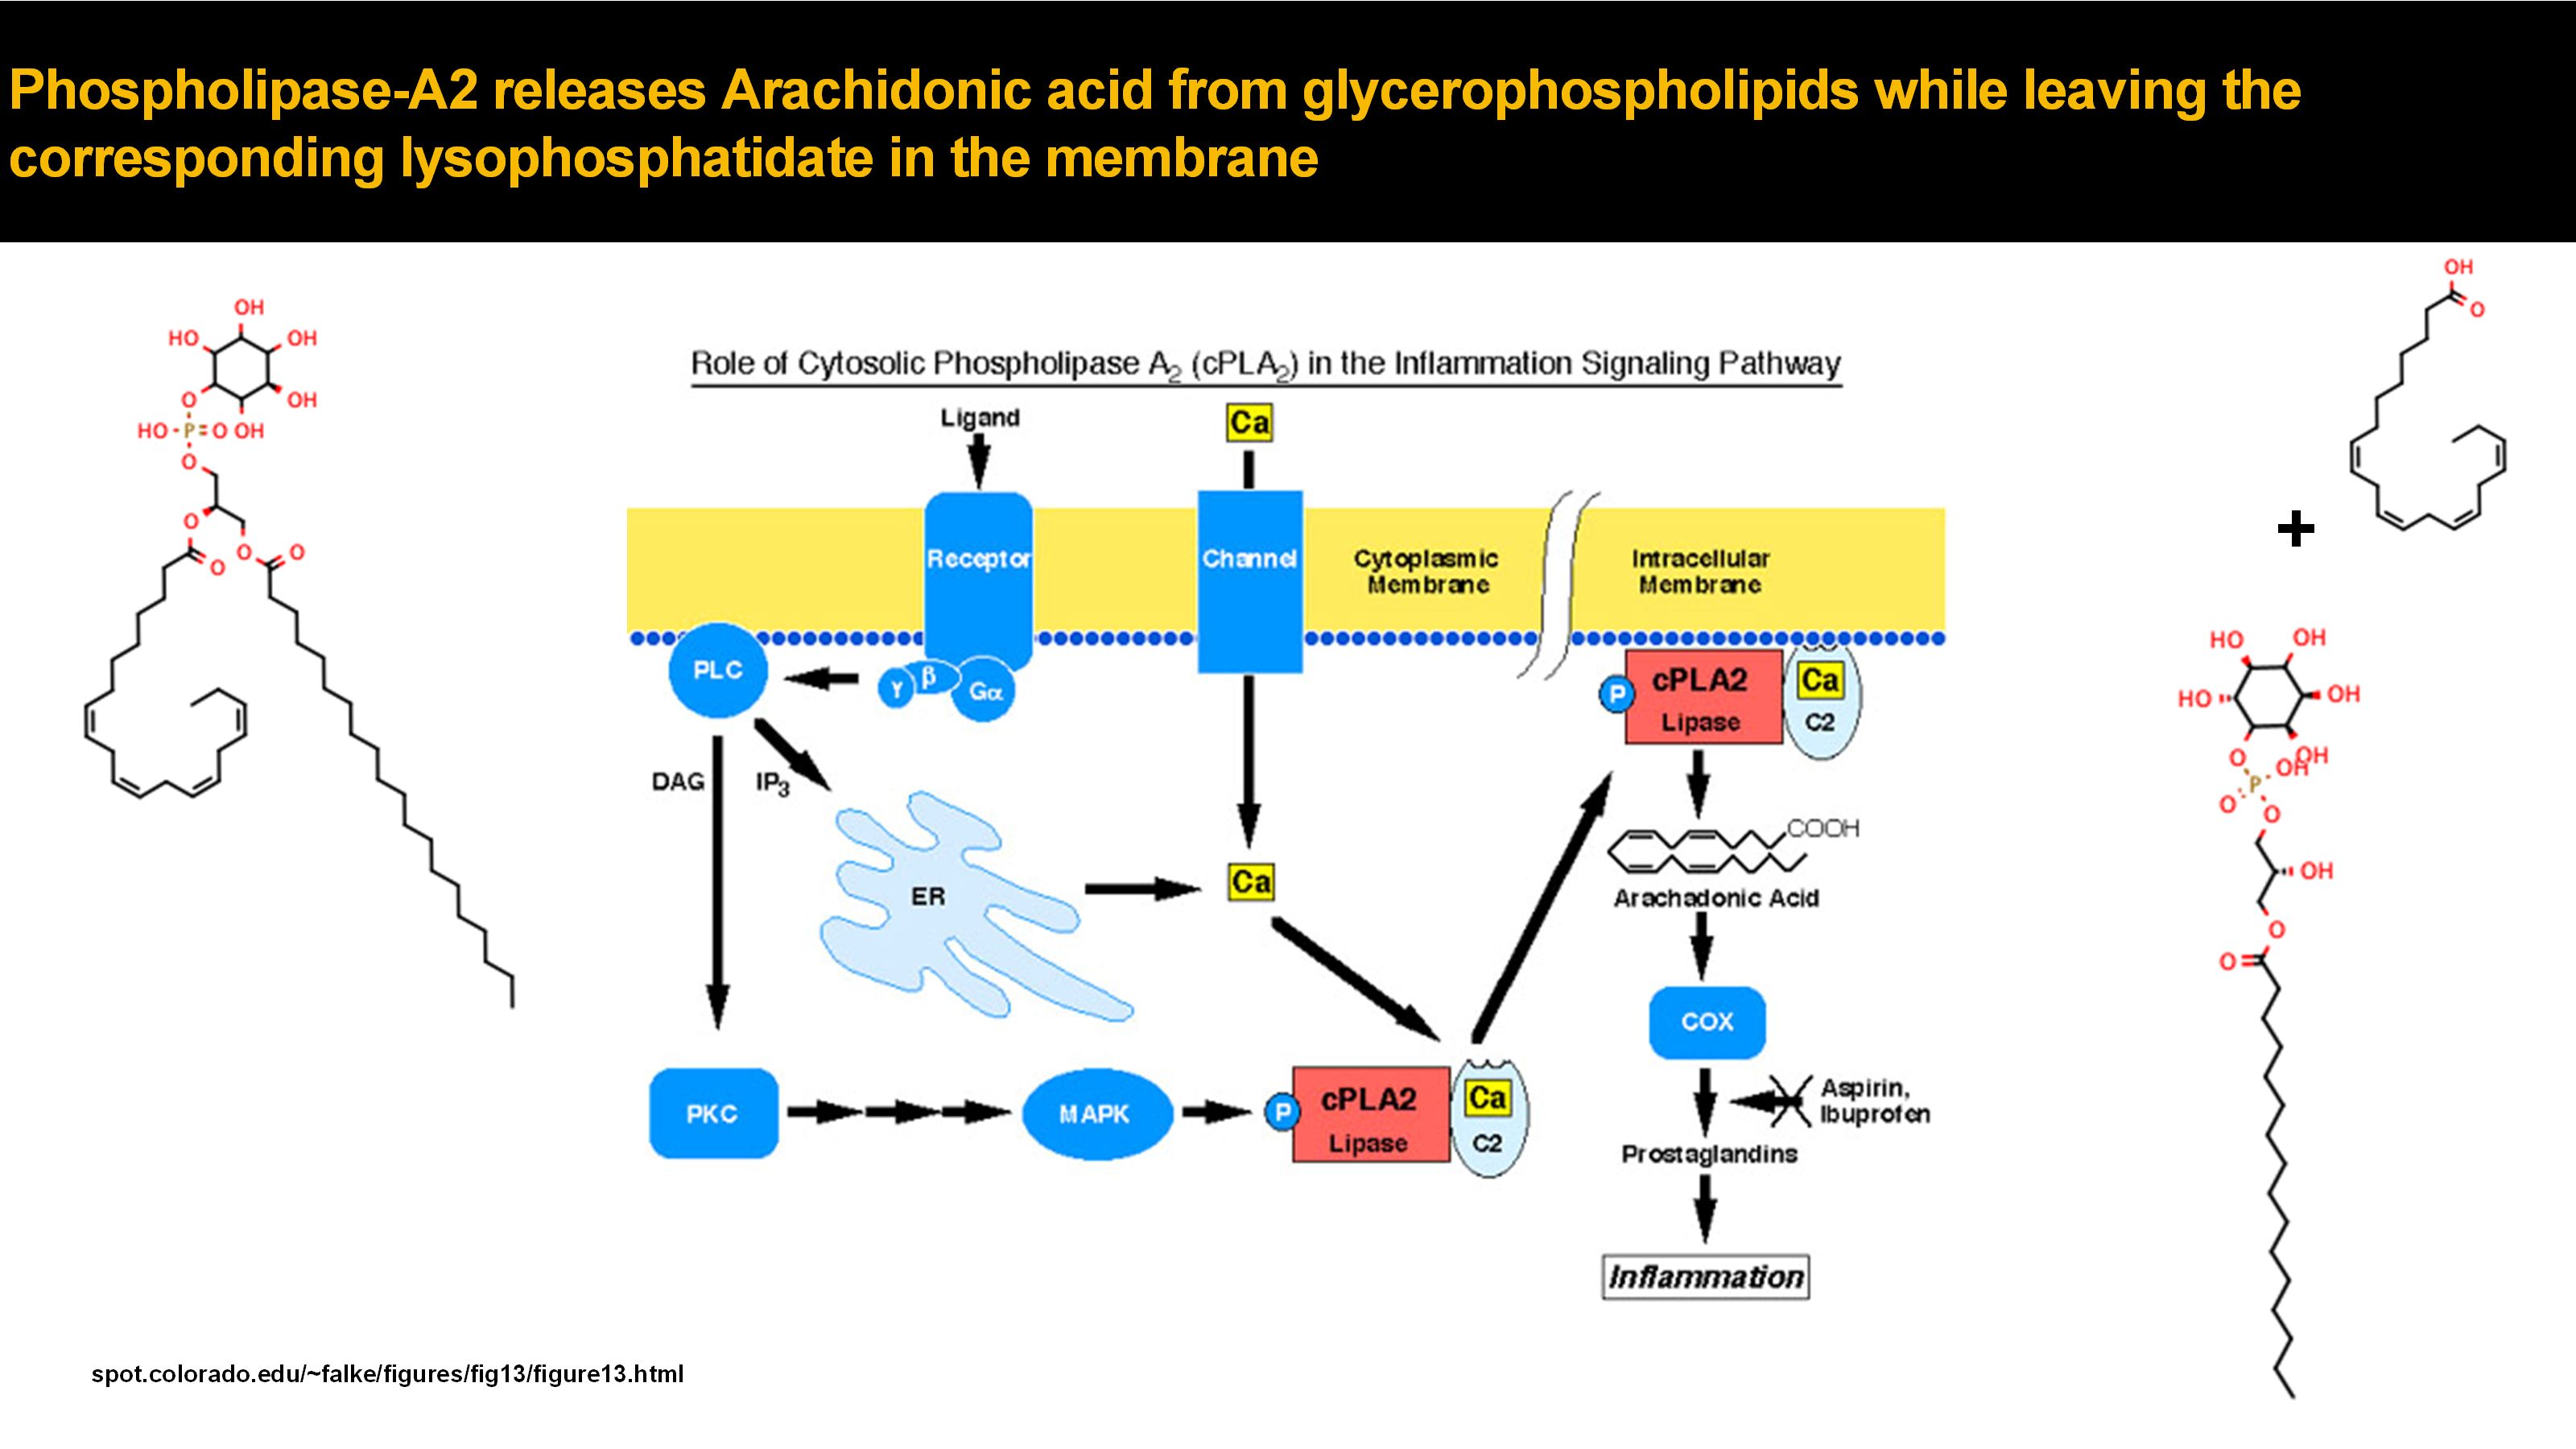 Phospholipase-A2 releases Arachidonic acid from glycerophospholipids while leaving the
corresponding lysophosphatidate in the membrane
OH
HO
OH
OH
O
HO
P
O
OH
O
O
O
O
O
Role of Cytosolic Phospholipase A2 (cPLA2) in the Inflammation Signaling Pathway
Ligand
Ca
Receptor
Channel
Cytoplasmic
Membrane
Intracellular
Membrane
PLC
γ
β
Gα
P
cPLA2
Lipase
Ca
C2
DAG
IP3
ER
Ca
COOH
Arachadonic Acid
COX
PKC
MAPK
P
cPLA2
Lipase
Ca
C2
Aspirin,
Ibuprofen
Prostaglandins
Inflammation
OH
O
+
HO
OH
HO
OH
O
OH
OH
P
O
O
OH
O
O
spot.colorado.edu/~falke/figures/fig13/figure13.html